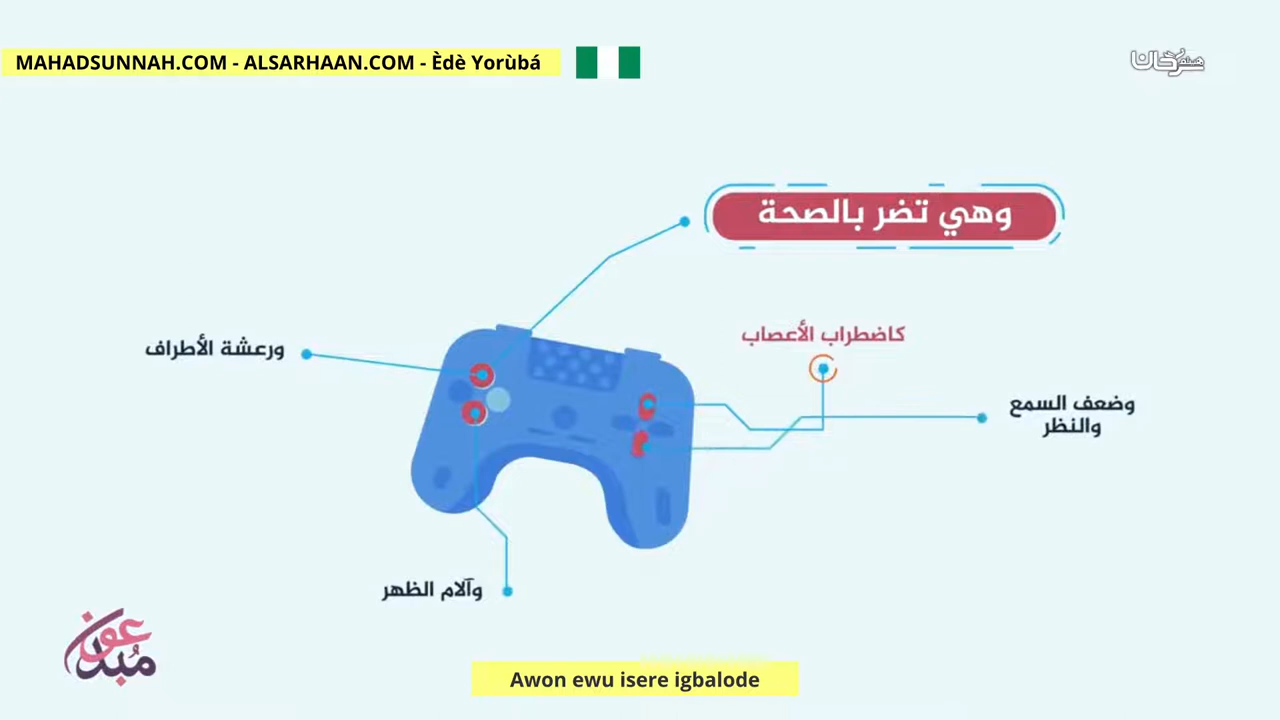 MAHADSUNNAH.COM - ALSARHAAN.COM - Èdè Yorùbá
وهي تضر بالصحة
كاضطراب الأعصاب
وضعف السمع
والنظر
ورعشة الأطراف
وآلام الظهر
مُبدعون
Awon ewu isere igbalode